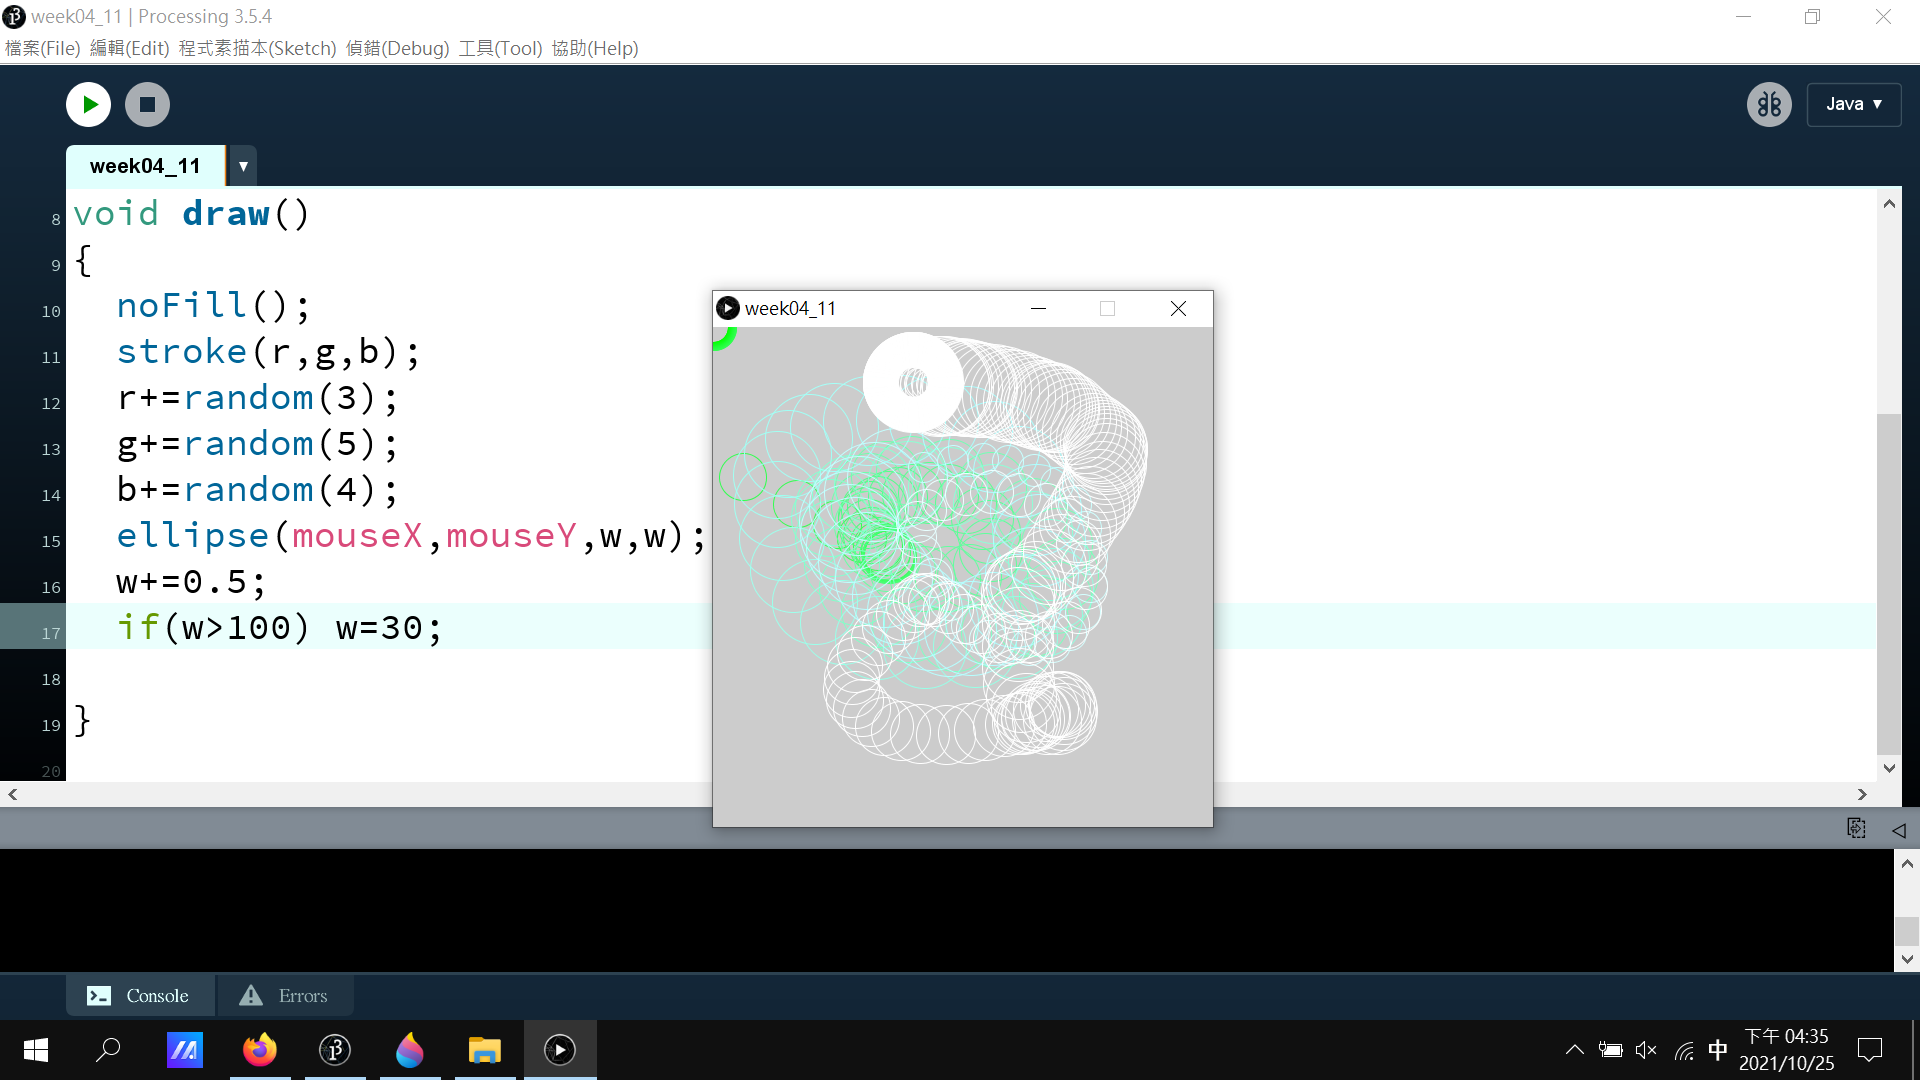 week04_11 | Processing 3.5.4
檔案(File) 編輯(Edit) 程式素描本(Sketch) 偵錯(Debug) 工具(Tool) 協助(Help)
Java ▼
week04_11 ▼
8 void draw()
9 {
10 noFill();
11 stroke(r,g,b);
12 r+=random(3);
13 g+=random(5);
14 b+=random(4);
15 ellipse(mouseX,mouseY,w,w);
16 w+=0.5;
17 if(w>100) w=30;
18
19 }
20
week04_11
Console
Errors
中
下午 04:35
2021/10/25